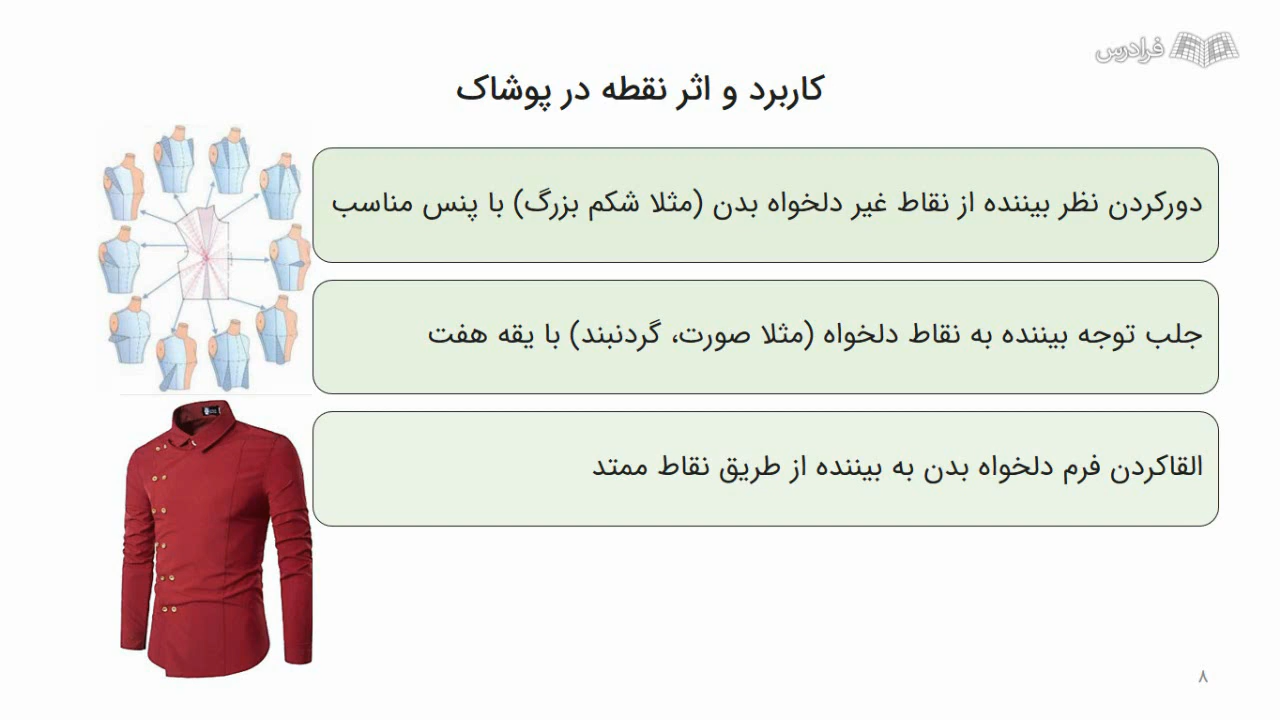 فرادرس
کاربرد و اثر نقطه در پوشاک
دورکردن نظر بیننده از نقاط غیر دلخواه بدن (مثلا شکم بزرگ) با پنس مناسب
جلب توجه بیننده به نقاط دلخواه (مثلا صورت، گردنبند) با یقه هفت
القاکردن فرم دلخواه بدن به بیننده از طریق نقاط ممتد
۸